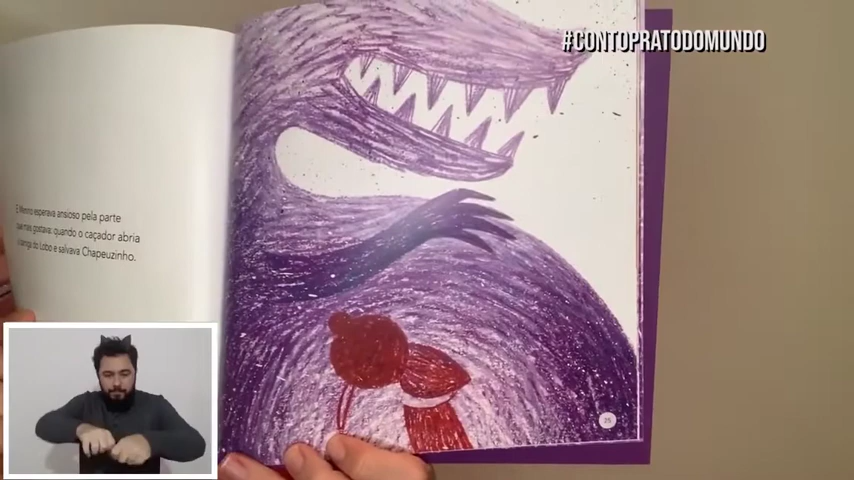 #CONTOPRATODOMUNDO
E Menino esperava ansioso pela parte
que mais gostava: quando o caçador abria
a barriga do Lobo e salvava Chapeuzinho.
25